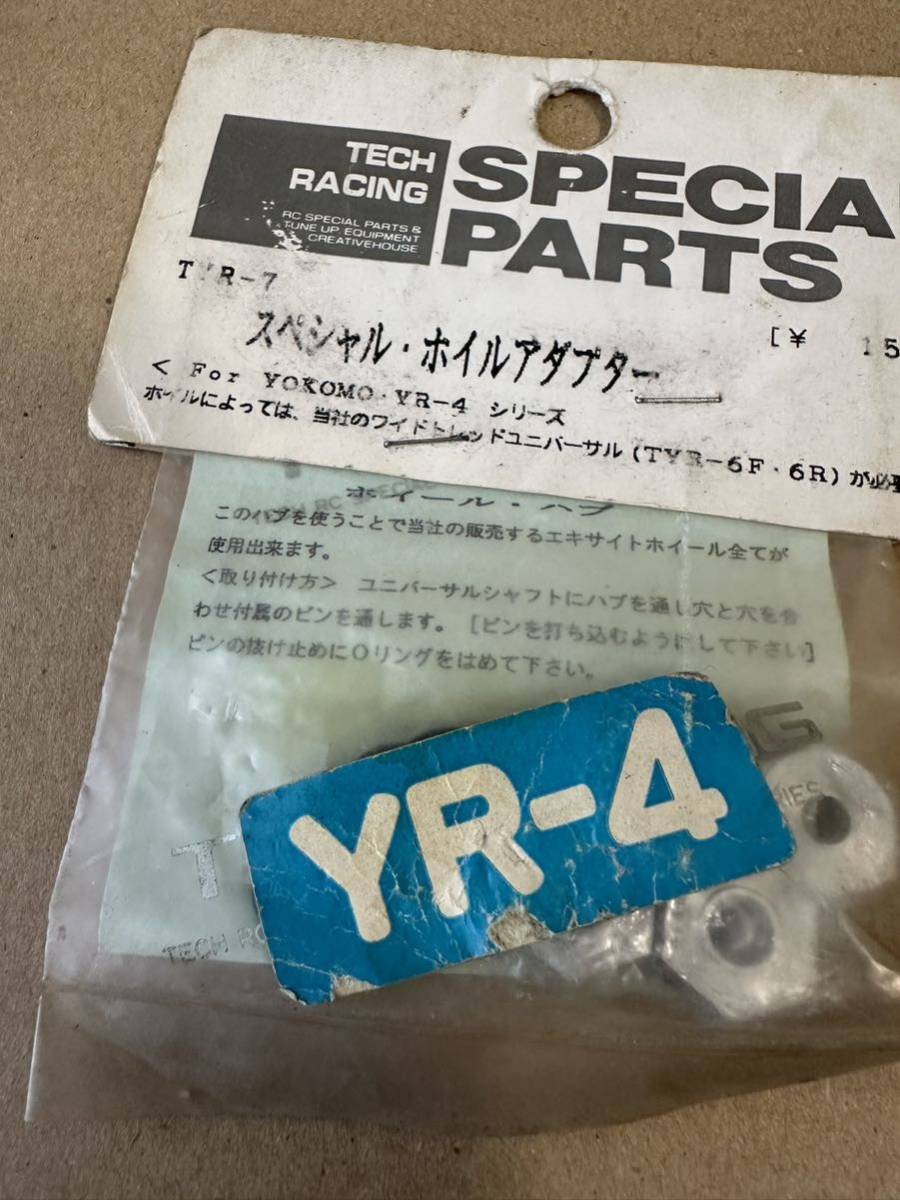 TECH
RACING
RC SPECIAL PARTS &
TUNE UP EQUIPMENT
CREATIVEHOUSE
SPECIA
PARTS
TYR-7
スペシャル・ホイルアダプター
[¥ 15
< For YOKOMO・YR-4 シリーズ
ホイルによっては、当社のワイドトレッドユニバーサル(TYR-6F・6R)が必要
ホイール・ハブ
このハブを使うことで当社の販売するエキサイトホイール全てが
使用出来ます。
<取り付け方> ユニバーサルシャフトにハブを通し穴と穴を合
わせ付属のピンを通します。[ピンを打ち込むようにして下さい]
ピンの抜け止めにOリングをはめて下さい。
YR-4
TECH